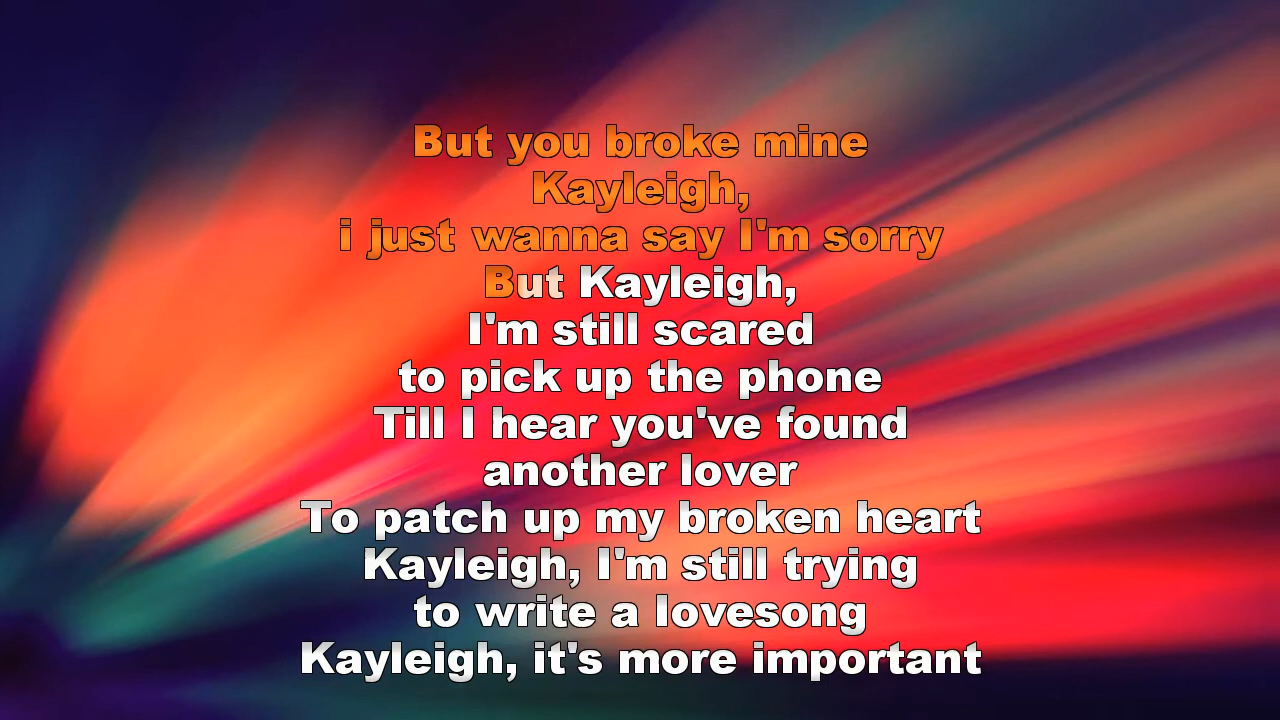 But you broke mine
Kayleigh,
i just wanna say I'm sorry
But Kayleigh,
I'm still scared
to pick up the phone
Till I hear you've found
another lover
To patch up my broken heart
Kayleigh, I'm still trying
to write a lovesong
Kayleigh, it's more important